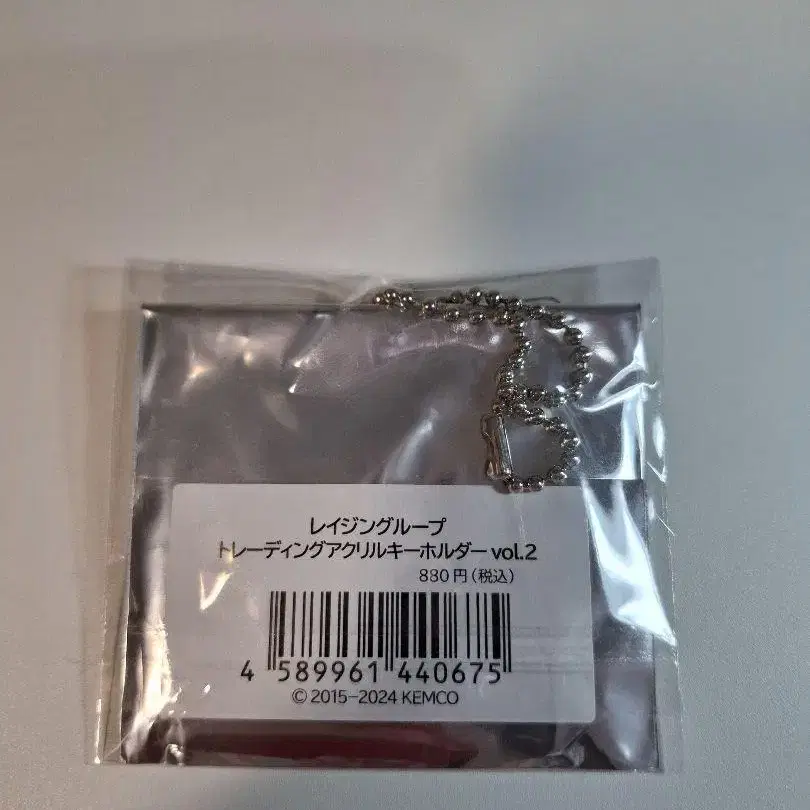 レイジングループ
トレーディングアクリルキーホルダー vol.2
880円(税込)
4 589961 440675
© 2015-2024 KEMCO